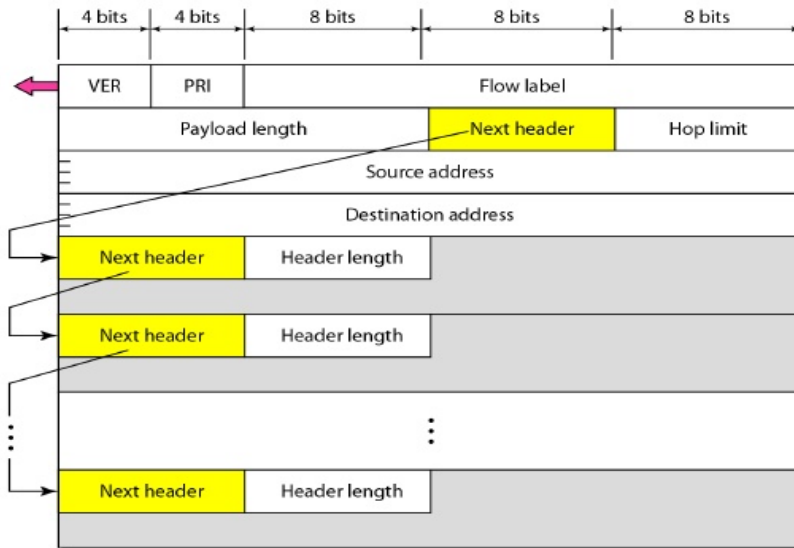 4 bits 4 bits 8 bits 8 bits 8 bits
VER PRI Flow label
Payload length Next header Hop limit
Source address
Destination address
Next header Header length
Next header Header length
Next header Header length